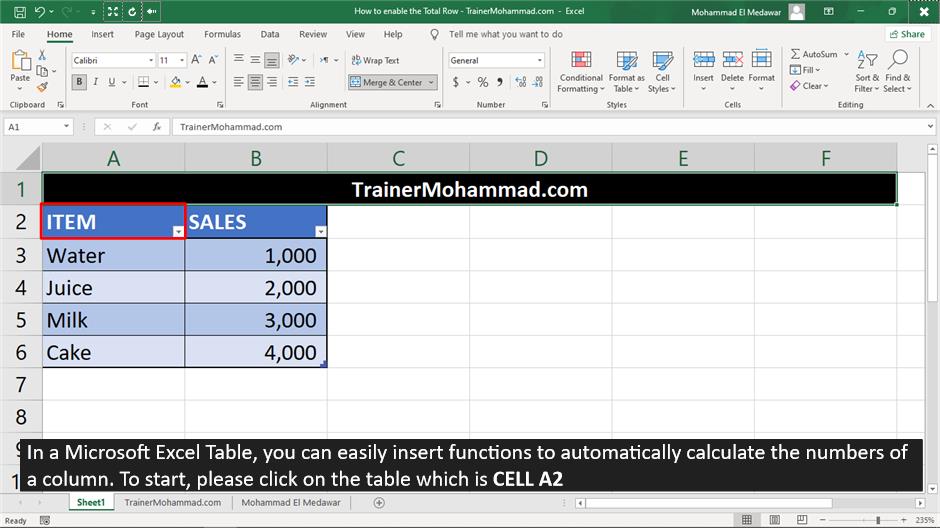 How to enable the Total Row - TrainerMohammad.com - Excel
Mohammad El Medawar
File Home Insert Page Layout Formulas Data Review View Help Tell me what you want to do Share
Paste
Clipboard
Calibri 11
B I U A
Font
Wrap Text
Merge & Center
Alignment
General
$ % ,
Number
Conditional Formatting
Format as Table
Cell Styles
Styles
Insert Delete Format
Cells
AutoSum
Fill
Clear
Sort & Filter
Find & Select
Editing
A1 fx TrainerMohammad.com
A B C D E F
1 TrainerMohammad.com
2 ITEM SALES
3 Water 1,000
4 Juice 2,000
5 Milk 3,000
6 Cake 4,000
7
8
In a Microsoft Excel Table, you can easily insert functions to automatically calculate the numbers of
a column. To start, please click on the table which is CELL A2
Sheet1 TrainerMohammad.com Mohammad El Medawar
Ready 235%